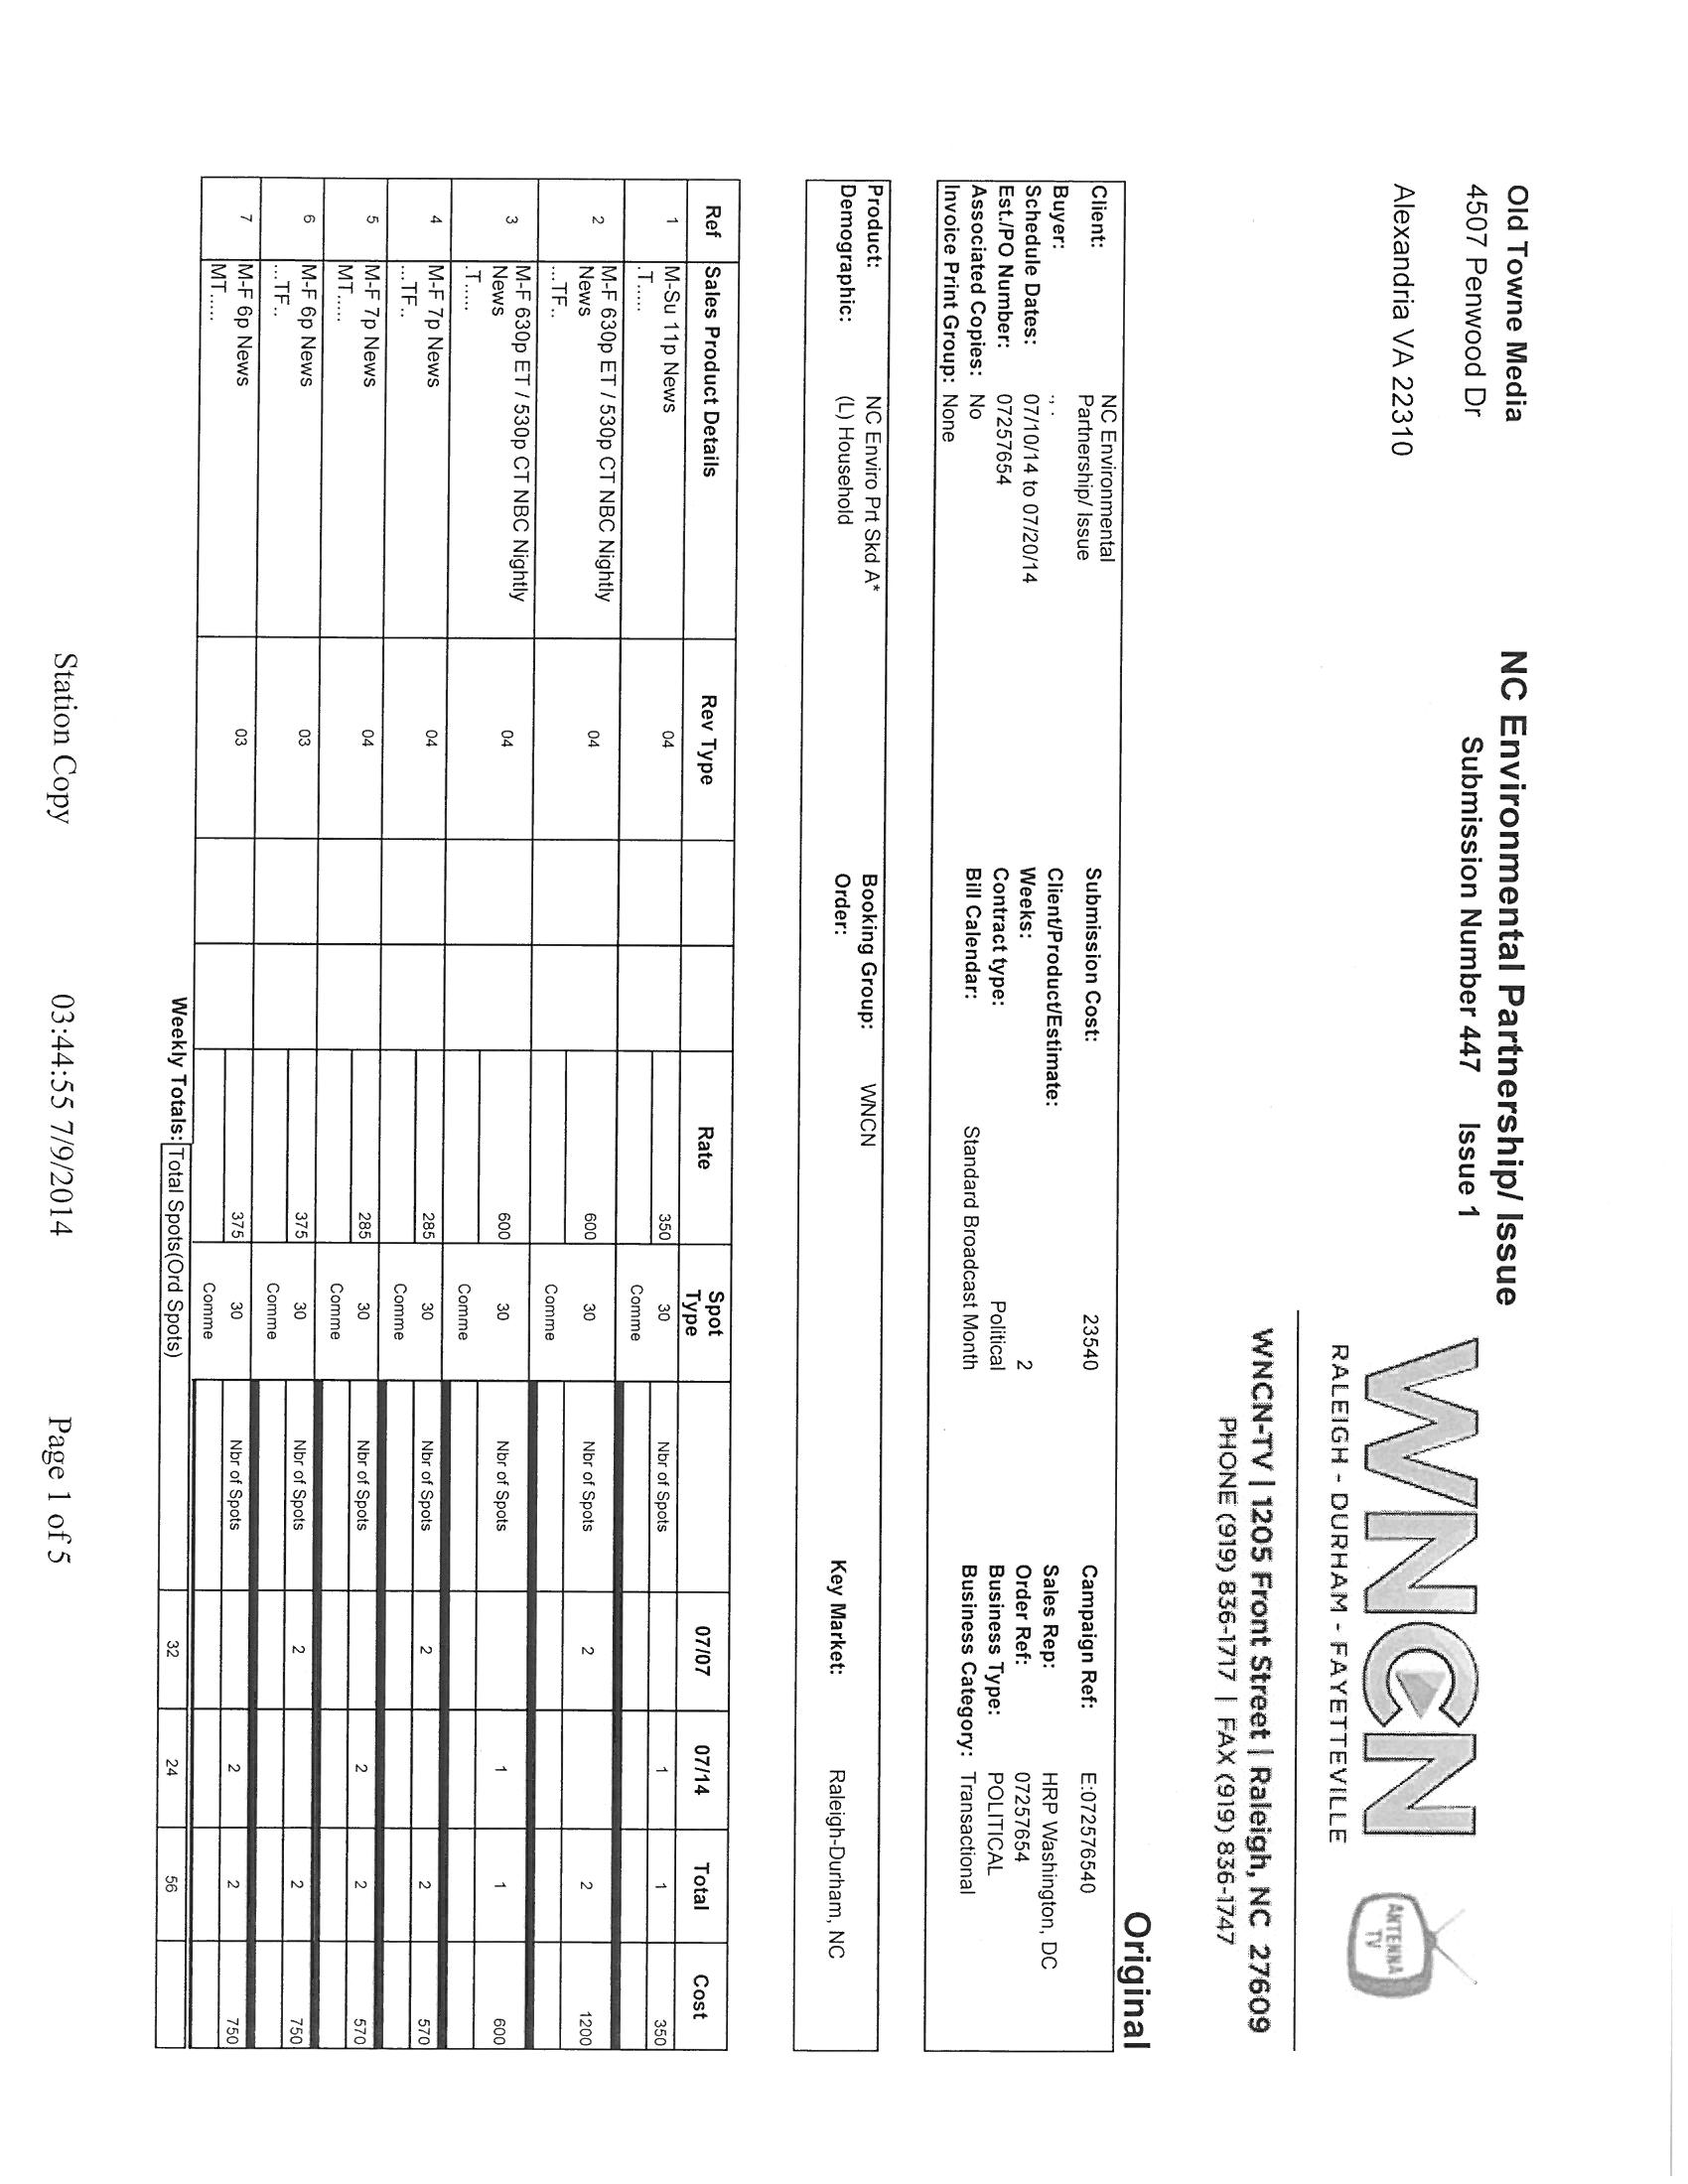 Old Towne Media
4507 Penwood Dr
Alexandria VA 22310
NC Environmental Partnership/ Issue
Submission Number 447 Issue 1
WNCN
RALEIGH - DURHAM - FAYETTEVILLE
ANTENNA
TV
WNCN-TV | 1205 Front Street | Raleigh, NC 27609
PHONE (919) 836-1717 | FAX (919) 836-1747
Original
Client: NC Environmental Partnership/ Issue
Buyer: ., .
Schedule Dates: 07/10/14 to 07/20/14
Est./PO Number: 07257654
Associated Copies: No
Invoice Print Group: None
Submission Cost: 23540
Client/Product/Estimate:
Weeks: 2
Contract type: Political
Bill Calendar: Standard Broadcast Month
Campaign Ref: E:072576540
Sales Rep: HRP Washington, DC
Order Ref: 07257654
Business Type: POLITICAL
Business Category: Transactional
Product: NC Enviro Prt Skd A*
Demographic: (L) Household
Booking Group: WNCN
Order:
Key Market: Raleigh-Durham, NC
Ref Sales Product Details Rev Type Rate Spot Type 07/07 07/14 Total Cost
1 M-Su 11p News 04 350 30 Nbr of Spots 1 1 350
.T..... Comme
2 M-F 630p ET / 530p CT NBC Nightly 04 600 30 Nbr of Spots 2 2 1200
News
...TF.. Comme
3 M-F 630p ET / 530p CT NBC Nightly 04 600 30 Nbr of Spots 1 1 600
News
.T..... Comme
4 M-F 7p News 04 285 30 Nbr of Spots 2 2 570
...TF.. Comme
5 M-F 7p News 04 285 30 Nbr of Spots 2 2 570
MT..... Comme
6 M-F 6p News 03 375 30 Nbr of Spots 2 2 750
...TF.. Comme
7 M-F 6p News 03 375 30 Nbr of Spots 2 2 750
MT..... Comme
Weekly Totals: Total Spots(Ord Spots) 32 24 56
Station Copy 03:44:55 7/9/2014 Page 1 of 5